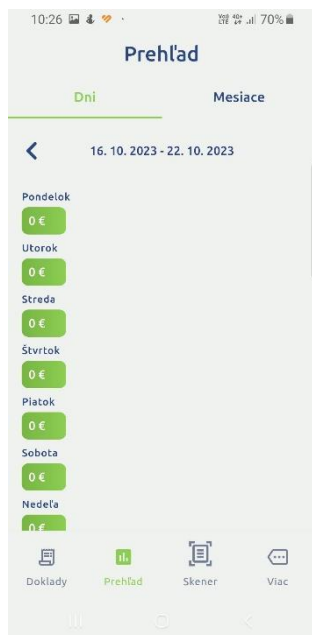 10:26 70%
Prehľad
Dni Mesiace
16. 10. 2023 - 22. 10. 2023
Pondelok
0 €
Utorok
0 €
Streda
0 €
Štvrtok
0 €
Piatok
0 €
Sobota
0 €
Nedeľa
0 €
Doklady Prehľad Skener Viac